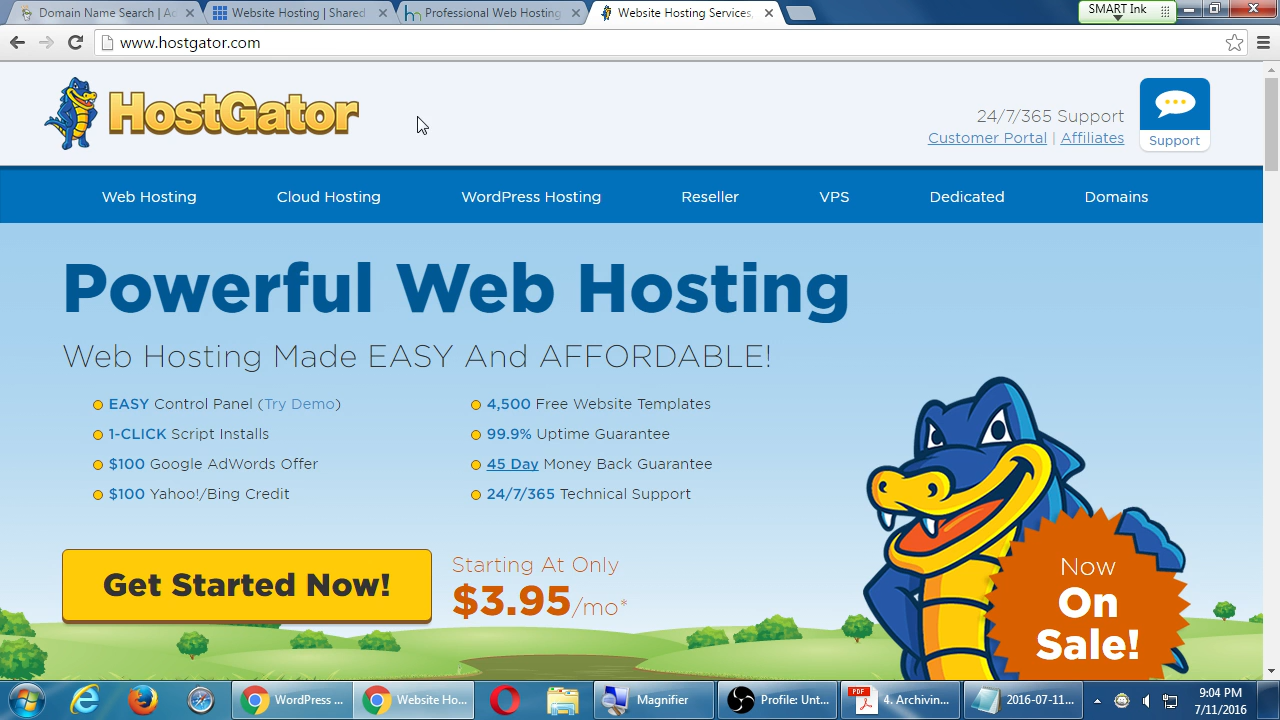 Domain Name Search | Ac
Website Hosting | Shared
Professional Web Hosting
Website Hosting Services,
SMART Ink
www.hostgator.com
HostGator
24/7/365 Support
Customer Portal | Affiliates
Support
Web Hosting
Cloud Hosting
WordPress Hosting
Reseller
VPS
Dedicated
Domains
Powerful Web Hosting
Web Hosting Made EASY And AFFORDABLE!
EASY Control Panel (Try Demo)
1-CLICK Script Installs
$100 Google AdWords Offer
$100 Yahoo!/Bing Credit
4,500 Free Website Templates
99.9% Uptime Guarantee
45 Day Money Back Guarantee
24/7/365 Technical Support
Get Started Now!
Starting At Only
$3.95/mo*
Now
On
Sale!
WordPress ...
Website Ho...
Magnifier
Profile: Unt...
PDF
4. Archivin...
2016-07-11...
9:04 PM
7/11/2016